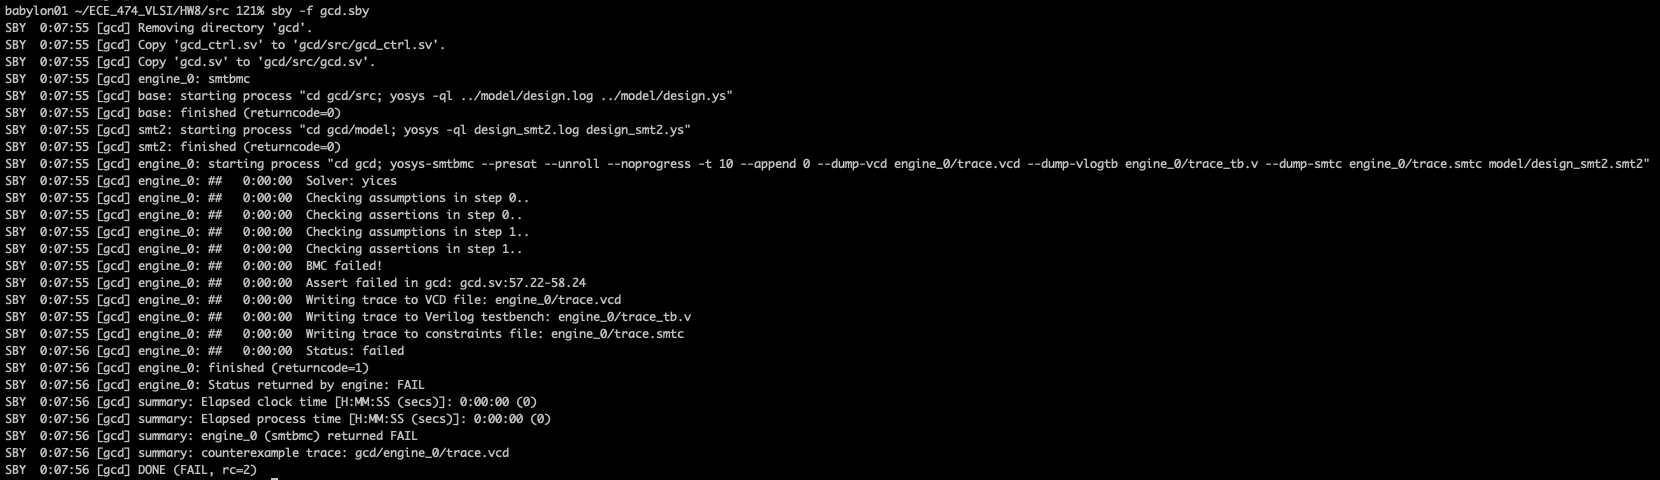 babylon01 ~/ECE_474_VLSI/HW8/src 121% sby -f gcd.sby
SBY  0:07:55 [gcd] Removing directory 'gcd'.
SBY  0:07:55 [gcd] Copy 'gcd_ctrl.sv' to 'gcd/src/gcd_ctrl.sv'.
SBY  0:07:55 [gcd] Copy 'gcd.sv' to 'gcd/src/gcd.sv'.
SBY  0:07:55 [gcd] engine_0: smtbmc
SBY  0:07:55 [gcd] base: starting process "cd gcd/src; yosys -ql ../model/design.log ../model/design.ys"
SBY  0:07:55 [gcd] base: finished (returncode=0)
SBY  0:07:55 [gcd] smt2: starting process "cd gcd/model; yosys -ql design_smt2.log design_smt2.ys"
SBY  0:07:55 [gcd] smt2: finished (returncode=0)
SBY  0:07:55 [gcd] engine_0: starting process "cd gcd; yosys-smtbmc --presat --unroll --noprogress -t 10 --append 0 --dump-vcd engine_0/trace.vcd --dump-vlogtb engine_0/trace_tb.v --dump-smtc engine_0/trace.smtc model/design_smt2.smt2"
SBY  0:07:55 [gcd] engine_0: ##   0:00:00  Solver: yices
SBY  0:07:55 [gcd] engine_0: ##   0:00:00  Checking assumptions in step 0..
SBY  0:07:55 [gcd] engine_0: ##   0:00:00  Checking assertions in step 0..
SBY  0:07:55 [gcd] engine_0: ##   0:00:00  Checking assumptions in step 1..
SBY  0:07:55 [gcd] engine_0: ##   0:00:00  Checking assertions in step 1..
SBY  0:07:55 [gcd] engine_0: ##   0:00:00  BMC failed!
SBY  0:07:55 [gcd] engine_0: ##   0:00:00  Assert failed in gcd: gcd.sv:57.22-58.24
SBY  0:07:55 [gcd] engine_0: ##   0:00:00  Writing trace to VCD file: engine_0/trace.vcd
SBY  0:07:55 [gcd] engine_0: ##   0:00:00  Writing trace to Verilog testbench: engine_0/trace_tb.v
SBY  0:07:55 [gcd] engine_0: ##   0:00:00  Writing trace to constraints file: engine_0/trace.smtc
SBY  0:07:56 [gcd] engine_0: ##   0:00:00  Status: failed
SBY  0:07:56 [gcd] engine_0: finished (returncode=1)
SBY  0:07:56 [gcd] engine_0: Status returned by engine: FAIL
SBY  0:07:56 [gcd] summary: Elapsed clock time [H:MM:SS (secs)]: 0:00:00 (0)
SBY  0:07:56 [gcd] summary: Elapsed process time [H:MM:SS (secs)]: 0:00:00 (0)
SBY  0:07:56 [gcd] summary: engine_0 (smtbmc) returned FAIL
SBY  0:07:56 [gcd] summary: counterexample trace: gcd/engine_0/trace.vcd
SBY  0:07:56 [gcd] DONE (FAIL, rc=2)